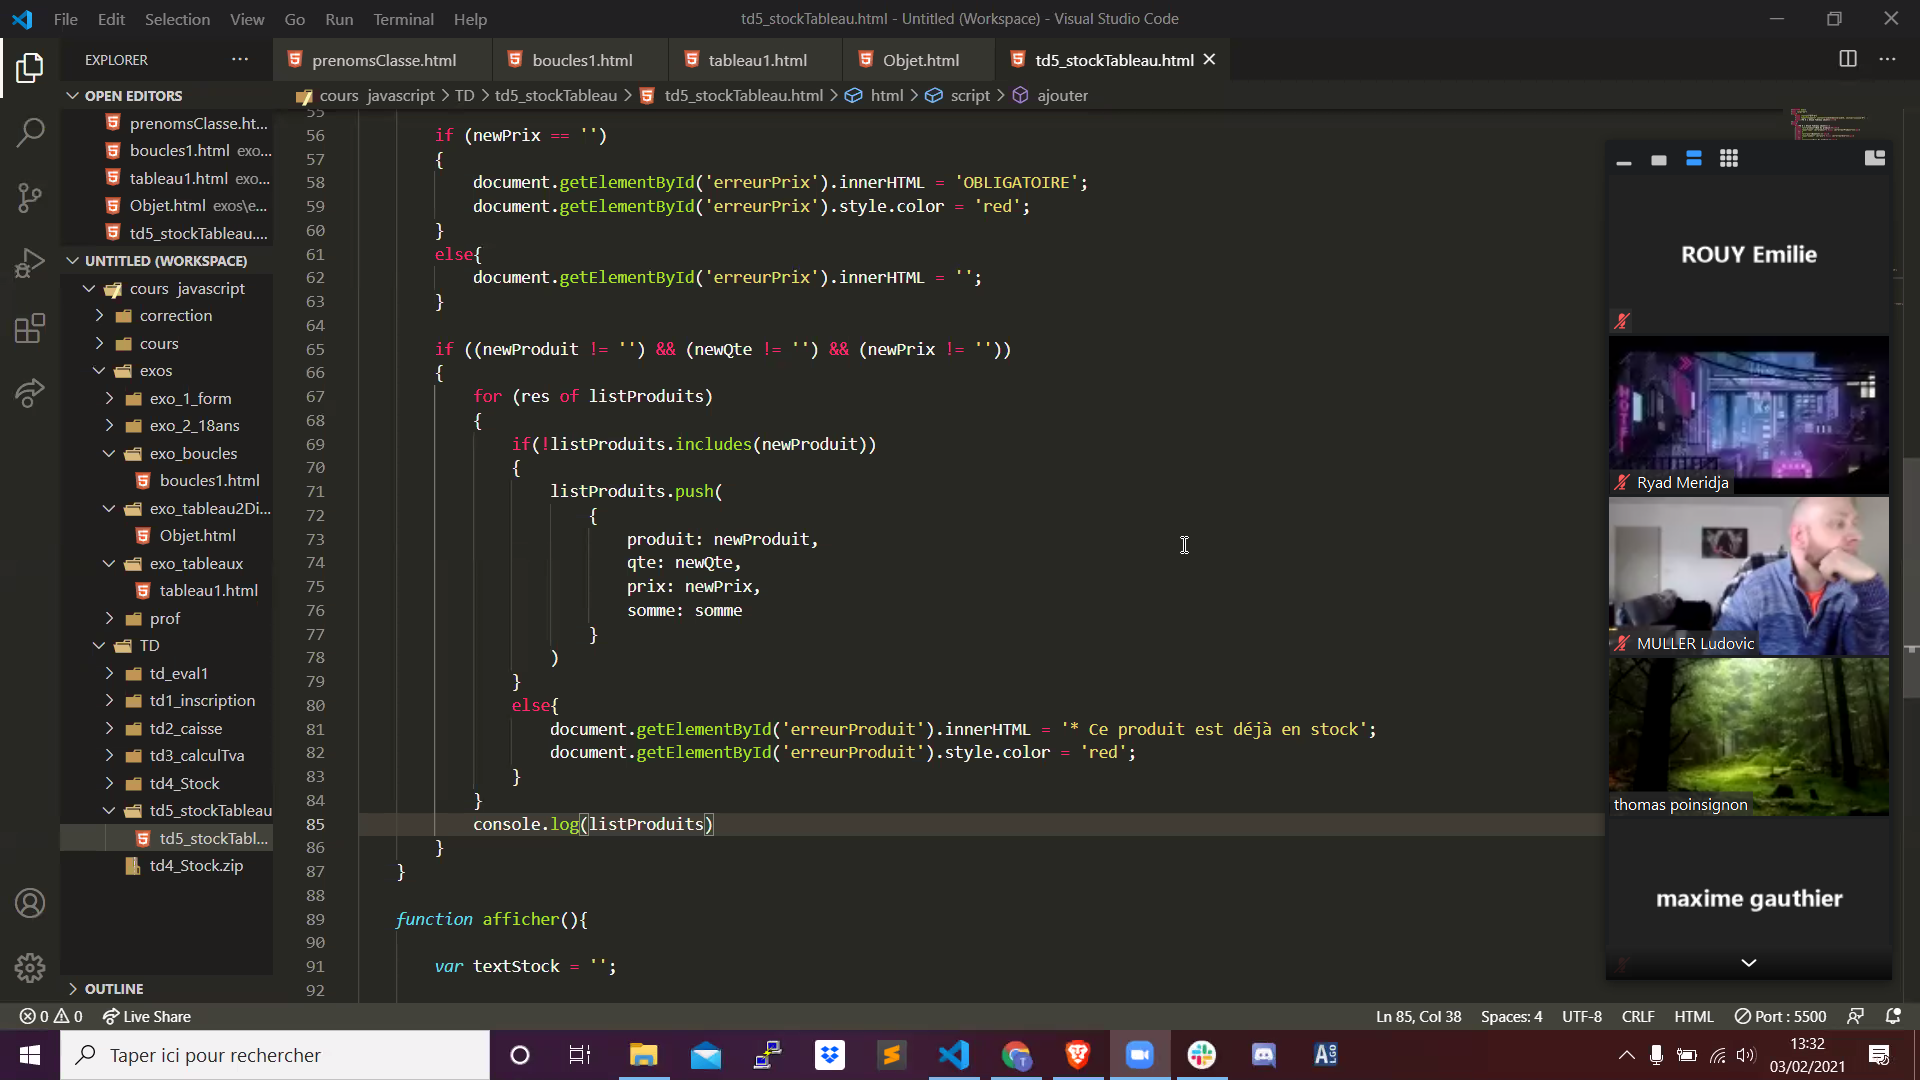 File Edit Selection View Go Run Terminal Help
td5_stockTableau.html - Untitled (Workspace) - Visual Studio Code
EXPLORER
prenomsClasse.html boucles1.html tableau1.html Objet.html td5_stockTableau.html
OPEN EDITORS
prenomsClasse.ht...
boucles1.html exo...
tableau1.html exo...
Objet.html exos\e...
td5_stockTableau....
UNTITLED (WORKSPACE)
cours javascript
correction
cours
exos
exo_1_form
exo_2_18ans
exo_boucles
boucles1.html
exo_tableau2Di...
Objet.html
exo_tableaux
tableau1.html
prof
TD
td_eval1
td1_inscription
td2_caisse
td3_calculTva
td4_Stock
td5_stockTableau
td5_stockTabl...
td4_Stock.zip
OUTLINE
cours javascript > TD > td5_stockTableau > td5_stockTableau.html > html > script > ajouter
55
56 if (newPrix == '')
57 {
58 document.getElementById('erreurPrix').innerHTML = 'OBLIGATOIRE';
59 document.getElementById('erreurPrix').style.color = 'red';
60 }
61 else{
62 document.getElementById('erreurPrix').innerHTML = '';
63 }
64
65 if ((newProduit != '') && (newQte != '') && (newPrix != ''))
66 {
67 for (res of listProduits)
68 {
69 if(!listProduits.includes(newProduit))
70 {
71 listProduits.push(
72 {
73 produit: newProduit,
74 qte: newQte,
75 prix: newPrix,
76 somme: somme
77 }
78 )
79 }
80 else{
81 document.getElementById('erreurProduit').innerHTML = '* Ce produit est déjà en stock';
82 document.getElementById('erreurProduit').style.color = 'red';
83 }
84 }
85 console.log(listProduits)
86 }
87 }
88
89 function afficher(){
90
91 var textStock = '';
92
ROUY Emilie
Ryad Meridja
MULLER Ludovic
thomas poinsignon
maxime gauthier
0 0 Live Share
Ln 85, Col 38 Spaces: 4 UTF-8 CRLF HTML Port : 5500
Taper ici pour rechercher
ALGO
13:32
03/02/2021